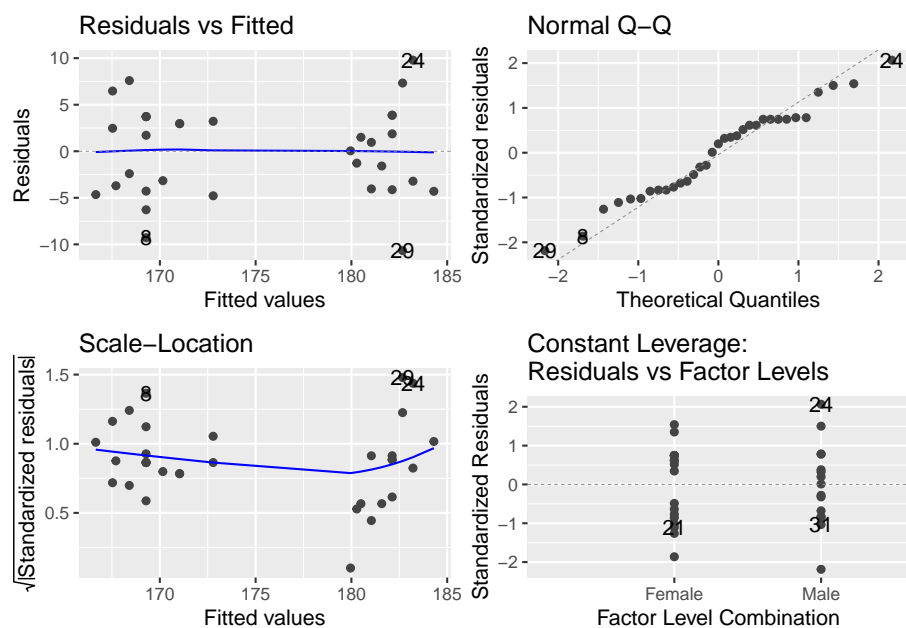 Residuals vs Fitted
10
5
0
−5
−10
Residuals
24
29
170
175
180
185
Fitted values
Normal Q−Q
2
1
0
−1
−2
Standardized residuals
24
29
−2
−1
0
1
2
Theoretical Quantiles
Scale−Location
1.5
1.0
0.5
√|Standardized residuals|
24
170
175
180
185
Fitted values
Constant Leverage:
Residuals vs Factor Levels
2
1
0
−1
−2
Standardized Residuals
24
21
31
Female
Male
Factor Level Combination